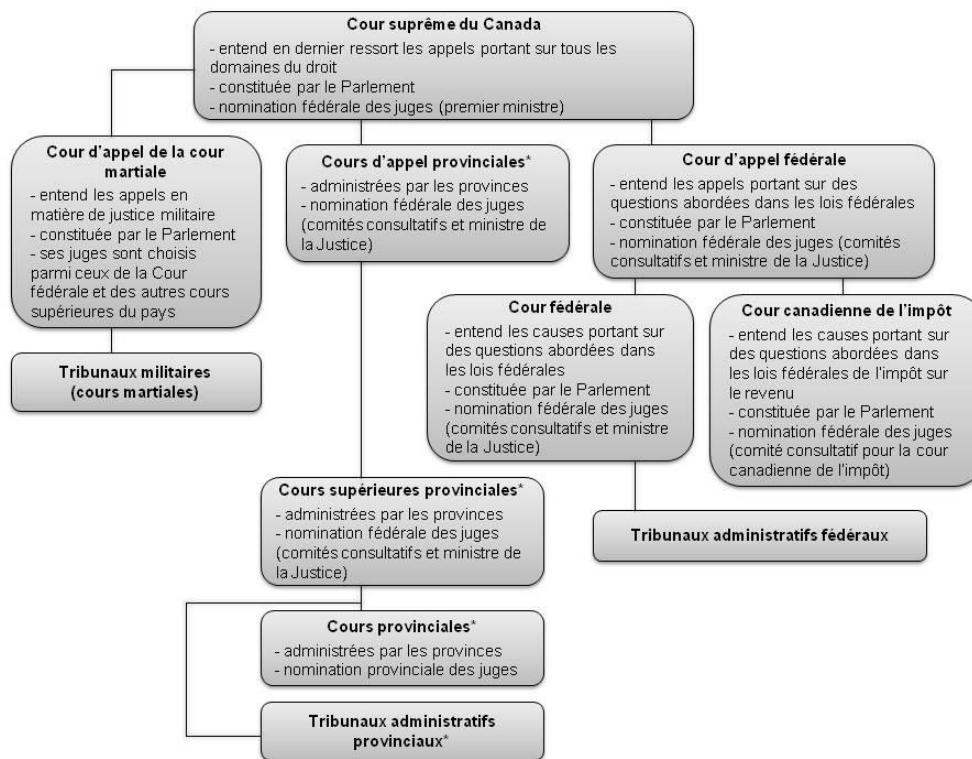 Cour suprême du Canada
- entend en dernier ressort les appels portant sur tous les
domaines du droit
- constituée par le Parlement
- nomination fédérale des juges (premier ministre)
Cour d'appel de la cour
martiale
- entend les appels en
matière de justice militaire
- constituée par le Parlement
- ses juges sont choisis
parmi ceux de la Cour
fédérale et des autres cours
supérieures du pays
Cours d'appel provinciales*
- administrées par les provinces
- nomination fédérale des juges
(comités consultatifs et ministre de
la Justice)
Cour d'appel fédérale
- entend les appels portant sur des
questions abordées dans les lois fédérales
- constituée par le Parlement
- nomination fédérale des juges (comités
consultatifs et ministre de la Justice)
Cour fédérale
- entend les causes portant sur
des questions abordées dans
les lois fédérales
- constituée par le Parlement
- nomination fédérale des juges
(comités consultatifs et ministre
de la Justice)
Cour canadienne de l'impôt
- entend les causes portant sur
des questions abordées dans
les lois fédérales de l'impôt sur
le revenu
- constituée par le Parlement
- nomination fédérale des juges
(comité consultatif pour la cour
canadienne de l'impôt)
Tribunaux militaires
(cours martiales)
Cours supérieures provinciales*
- administrées par les provinces
- nomination fédérale des juges
(comités consultatifs et ministre de
la Justice)
Tribunaux administratifs fédéraux
Cours provinciales*
- administrées par les provinces
- nomination provinciale des juges
Tribunaux administratifs
provinciaux*